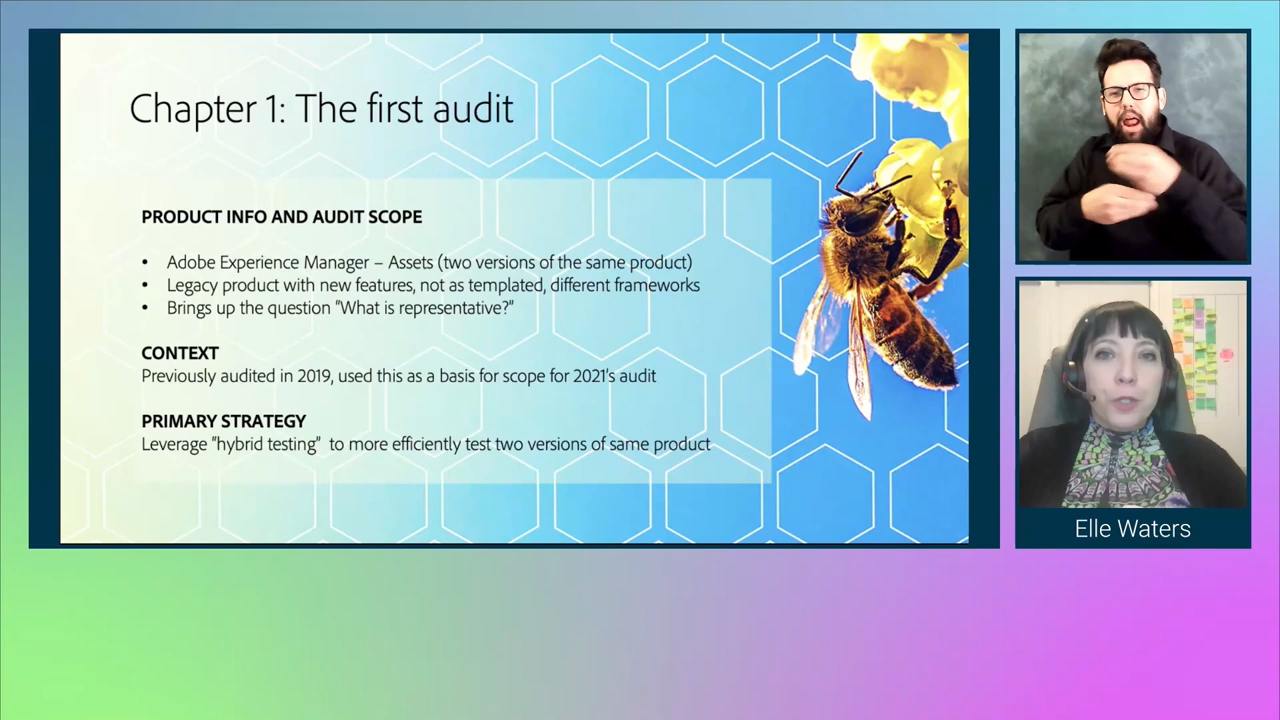 Chapter 1: The first audit
PRODUCT INFO AND AUDIT SCOPE
• Adobe Experience Manager – Assets (two versions of the same product)
• Legacy product with new features, not as templated, different frameworks
• Brings up the question "What is representative?"
CONTEXT
Previously audited in 2019, used this as a basis for scope for 2021's audit
PRIMARY STRATEGY
Leverage "hybrid testing"  to more efficiently test two versions of same product
Elle Waters